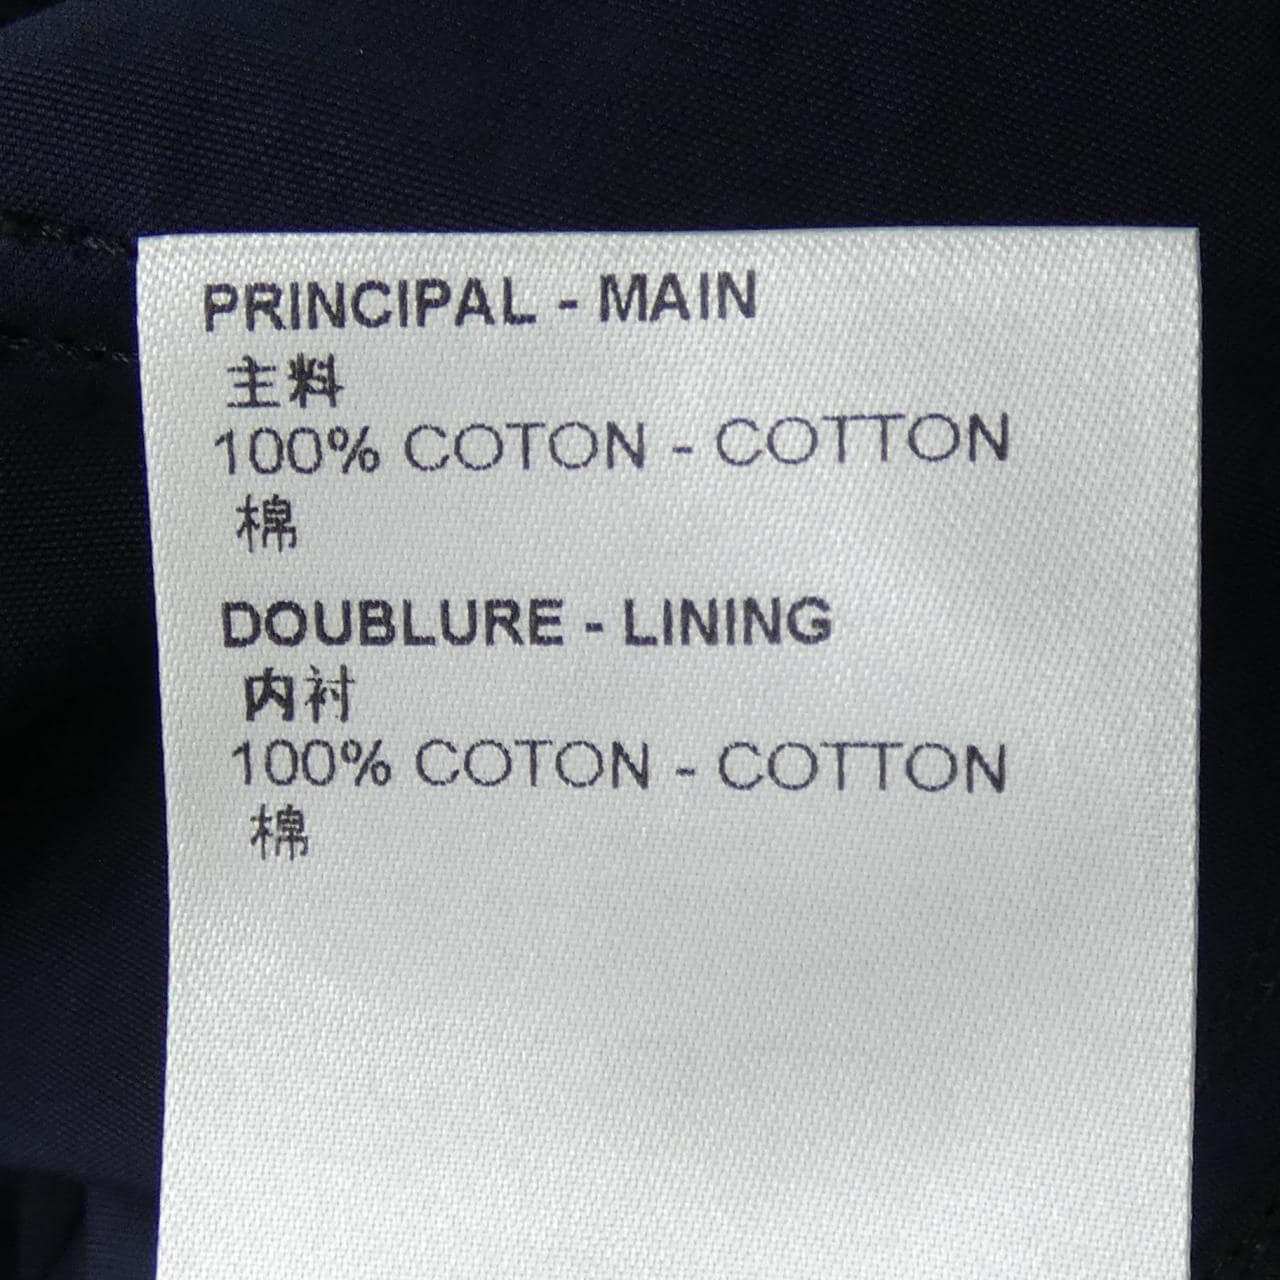 PRINCIPAL - MAIN
主料
100% COTON - COTTON
棉
DOUBLURE - LINING
内衬
100% COTON - COTTON
棉